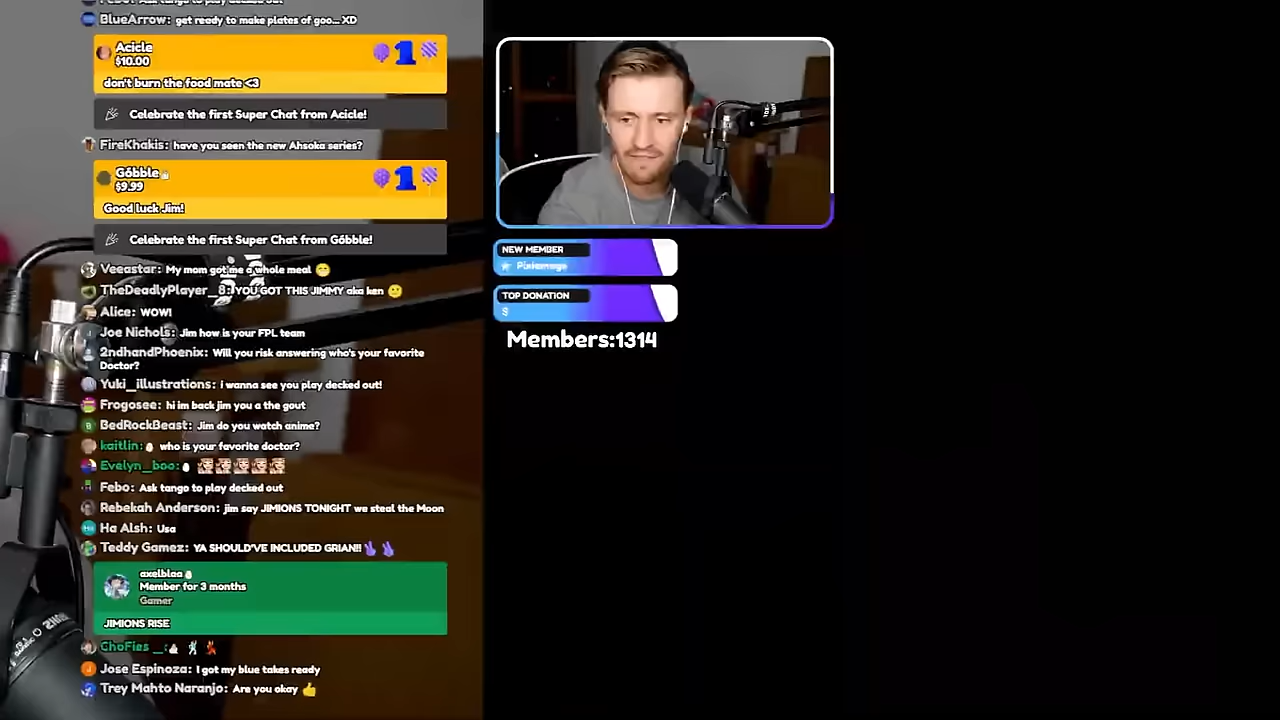 BlueArrow: get ready to make plates of goo... XD
Acicle
$10.00
1
don't burn the food mate <3
Celebrate the first Super Chat from Acicle!
FireKhakis: have you seen the new Ahsoka series?
Góbble
$9.99
1
Good luck Jim!
Celebrate the first Super Chat from Góbble!
Veeastar: My mom got me a whole meal 😁
TheDeadlyPlayer_8: YOU GOT THIS JIMMY aka ken 🙂
Alice: WOW!
Joe Nichols: Jim how is your FPL team
2ndhandPhoenix: Will you risk answering who's your favorite
Doctor?
Yuki_illustrations: i wanna see you play decked out!
Frogosee: hi im back jim you a the gout
BedRockBeast: Jim do you watch anime?
kaitlin: who is your favorite doctor?
Evelyn_boo:
Febo: Ask tango to play decked out
Rebekah Anderson: jim say JIMIONS TONIGHT we steal the Moon
Ha Alsh: Usa
Teddy Gamez: YA SHOULD'VE INCLUDED GRIAN!!
axelbloa
Member for 3 months
Gamer
JIMIONS RISE
ChoFies _:
Jose Espinoza: I got my blue takes ready
Trey Mahto Naranjo: Are you okay 👍
NEW MEMBER
TOP DONATION
$
Members:1314